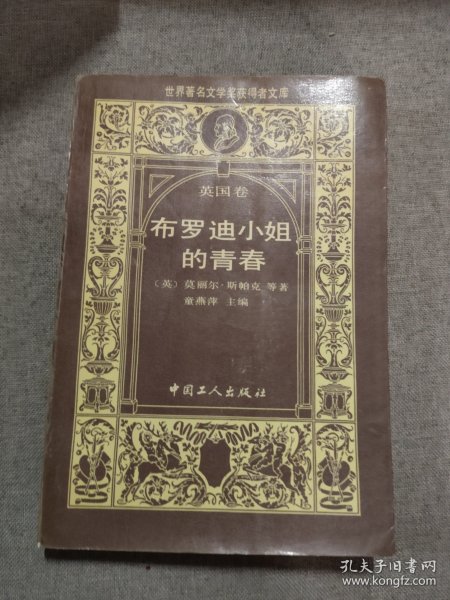 世界著名文学奖获得者文库
英国卷
布罗迪小姐
的青春
（英）莫丽尔·斯帕克 等著
童燕萍 主编
中国工人出版社
孔夫子旧书网
www.kongfz.com